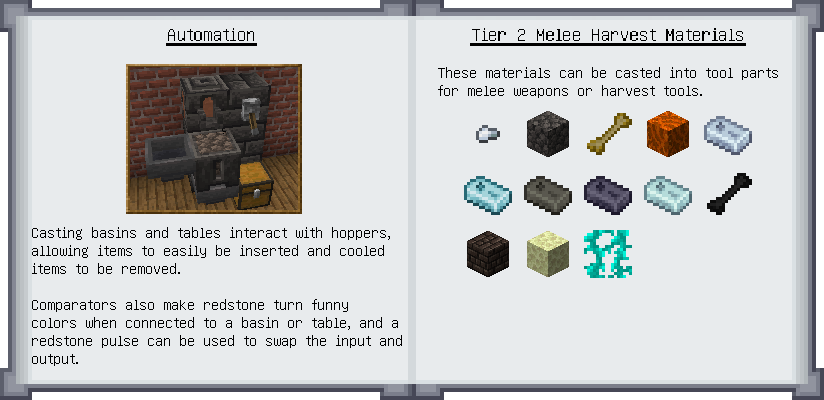 Automation
Casting basins and tables interact with hoppers,
allowing items to easily be inserted and cooled
items to be removed.
Comparators also make redstone turn funny
colors when connected to a basin or table, and a
redstone pulse can be used to swap the input and
output.
Tier 2 Melee Harvest Materials
These materials can be casted into tool parts
for melee weapons or harvest tools.